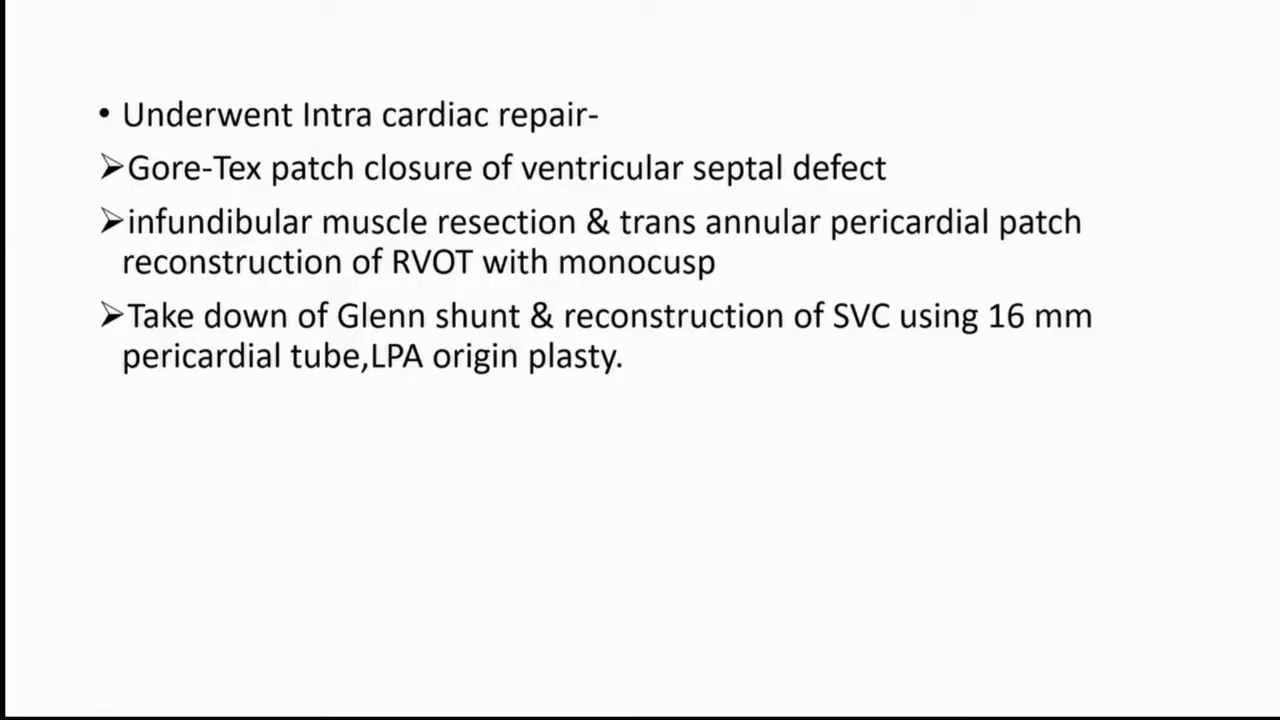 • Underwent Intra cardiac repair-
➢Gore-Tex patch closure of ventricular septal defect
➢infundibular muscle resection & trans annular pericardial patch
reconstruction of RVOT with monocusp
➢Take down of Glenn shunt & reconstruction of SVC using 16 mm
pericardial tube,LPA origin plasty.